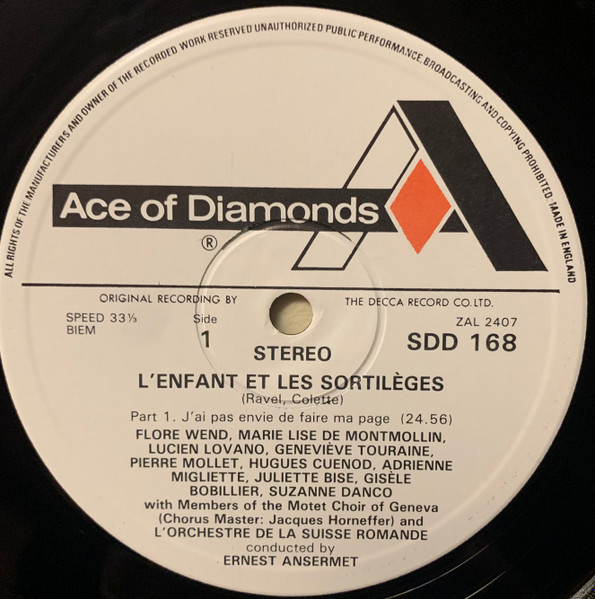 ALL RIGHTS OF THE MANUFACTURERS AND OWNER OF THE RECORDED WORK RESERVED UNAUTHORIZED PUBLIC PERFORMANCE, BROADCASTING AND COPYING PROHIBITED. 1AADE IN ENGLAND
Ace of Diamonds
®
ORIGINAL RECORDING BY THE DECCA RECORD CO. LTD.
SPEED 33⅓ Side ZAL 2407
BIEM 1 SDD 168
STEREO
L'ENFANT ET LES SORTILÈGES
(Ravel, Colette)
Part 1. J'ai pas envie de faire ma page (24.56)
FLORE WEND, MARIE LISE DE MONTMOLLIN,
LUCIEN LOVANO, GENEVIÈVE TOURAINE,
PIERRE MOLLET, HUGUES CUENOD, ADRIENNE
MIGLIETTE, JULIETTE BISE, GISÈLE
BOBILLIER, SUZANNE DANCO
with Members of the Motet Choir of Geneva
(Chorus Master: Jacques Horneffer) and
L'ORCHESTRE DE LA SUISSE ROMANDE
conducted by
ERNEST ANSERMET